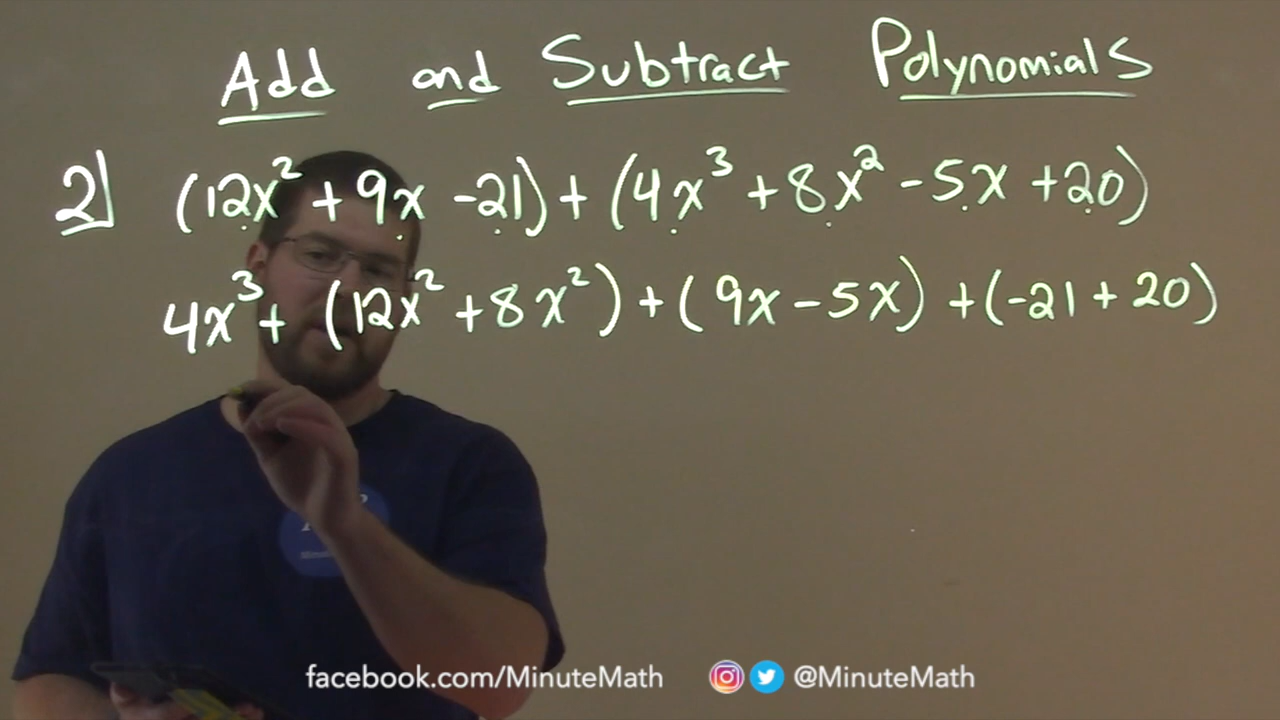 Add and Subtract Polynomials
2) (12x² + 9x -21) + (4x³ + 8x² - 5x + 20)
4x³ + (12x² + 8x²) + (9x - 5x) + (-21 + 20)
facebook.com/MinuteMath @MinuteMath